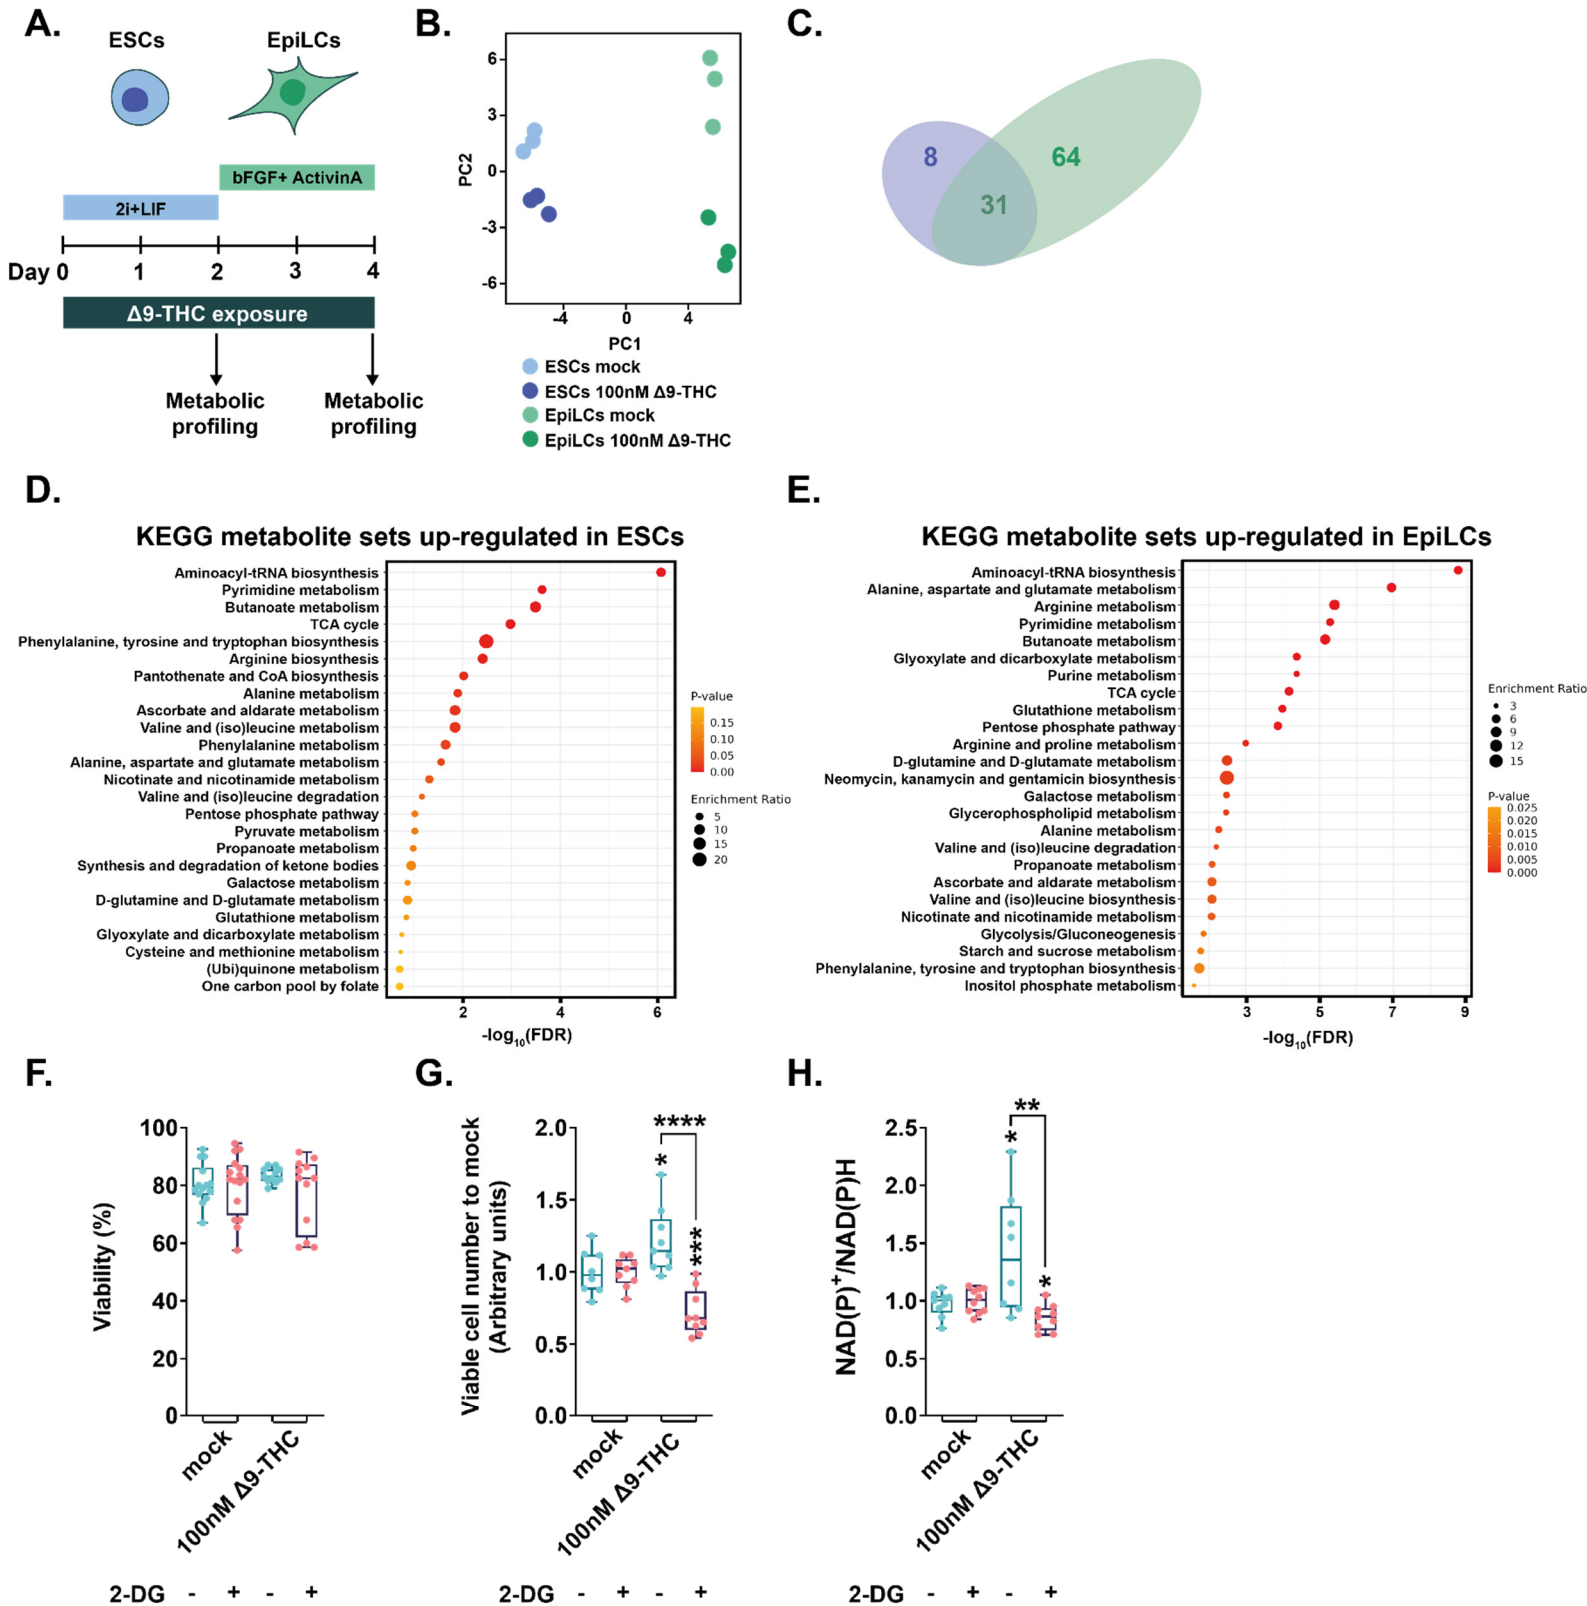 A.
ESCs
EpiLCs
bFGF+ ActivinA
2i+LIF
Day 0 1 2 3 4
Δ9-THC exposure
Metabolic
profiling
Metabolic
profiling
B.
6
3
0
-3
-6
PC2
-4 0 4
PC1
ESCs mock
ESCs 100nM Δ9-THC
EpiLCs mock
EpiLCs 100nM Δ9-THC
C.
8
31
64
D.
KEGG metabolite sets up-regulated in ESCs
Aminoacyl-tRNA biosynthesis
Pyrimidine metabolism
Butanoate metabolism
TCA cycle
Phenylalanine, tyrosine and tryptophan biosynthesis
Arginine biosynthesis
Pantothenate and CoA biosynthesis
Alanine metabolism
Ascorbate and aldarate metabolism
Valine and (iso)leucine metabolism
Phenylalanine metabolism
Alanine, aspartate and glutamate metabolism
Nicotinate and nicotinamide metabolism
Valine and (iso)leucine degradation
Pentose phosphate pathway
Pyruvate metabolism
Propanoate metabolism
Synthesis and degradation of ketone bodies
Galactose metabolism
D-glutamine and D-glutamate metabolism
Glutathione metabolism
Glyoxylate and dicarboxylate metabolism
Cysteine and methionine metabolism
(Ubi)quinone metabolism
One carbon pool by folate
2 4 6
-log10(FDR)
P-value
0.15
0.10
0.05
0.00
Enrichment Ratio
5
10
15
20
E.
KEGG metabolite sets up-regulated in EpiLCs
Aminoacyl-tRNA biosynthesis
Alanine, aspartate and glutamate metabolism
Arginine metabolism
Pyrimidine metabolism
Butanoate metabolism
Glyoxylate and dicarboxylate metabolism
Purine metabolism
TCA cycle
Glutathione metabolism
Pentose phosphate pathway
Arginine and proline metabolism
D-glutamine and D-glutamate metabolism
Neomycin, kanamycin and gentamicin biosynthesis
Galactose metabolism
Glycerophospholipid metabolism
Alanine metabolism
Valine and (iso)leucine degradation
Propanoate metabolism
Ascorbate and aldarate metabolism
Valine and (iso)leucine biosynthesis
Nicotinate and nicotinamide metabolism
Glycolysis/Gluconeogenesis
Starch and sucrose metabolism
Phenylalanine, tyrosine and tryptophan biosynthesis
Inositol phosphate metabolism
3 5 7 9
-log10(FDR)
Enrichment Ratio
3
6
9
12
15
P-value
0.025
0.020
0.015
0.010
0.005
0.000
F.
Viability (%)
100
80
60
40
20
0
mock
100nM Δ9-THC
2-DG - + - +
G.
Viable cell number to mock
(Arbitrary units)
2.0
1.5
1.0
0.5
0.0
****
*
***
mock
100nM Δ9-THC
2-DG - + - +
H.
NAD(P)+/NAD(P)H
2.5
2.0
1.5
1.0
0.5
0.0
**
*
*
mock
100nM Δ9-THC
2-DG - + - +